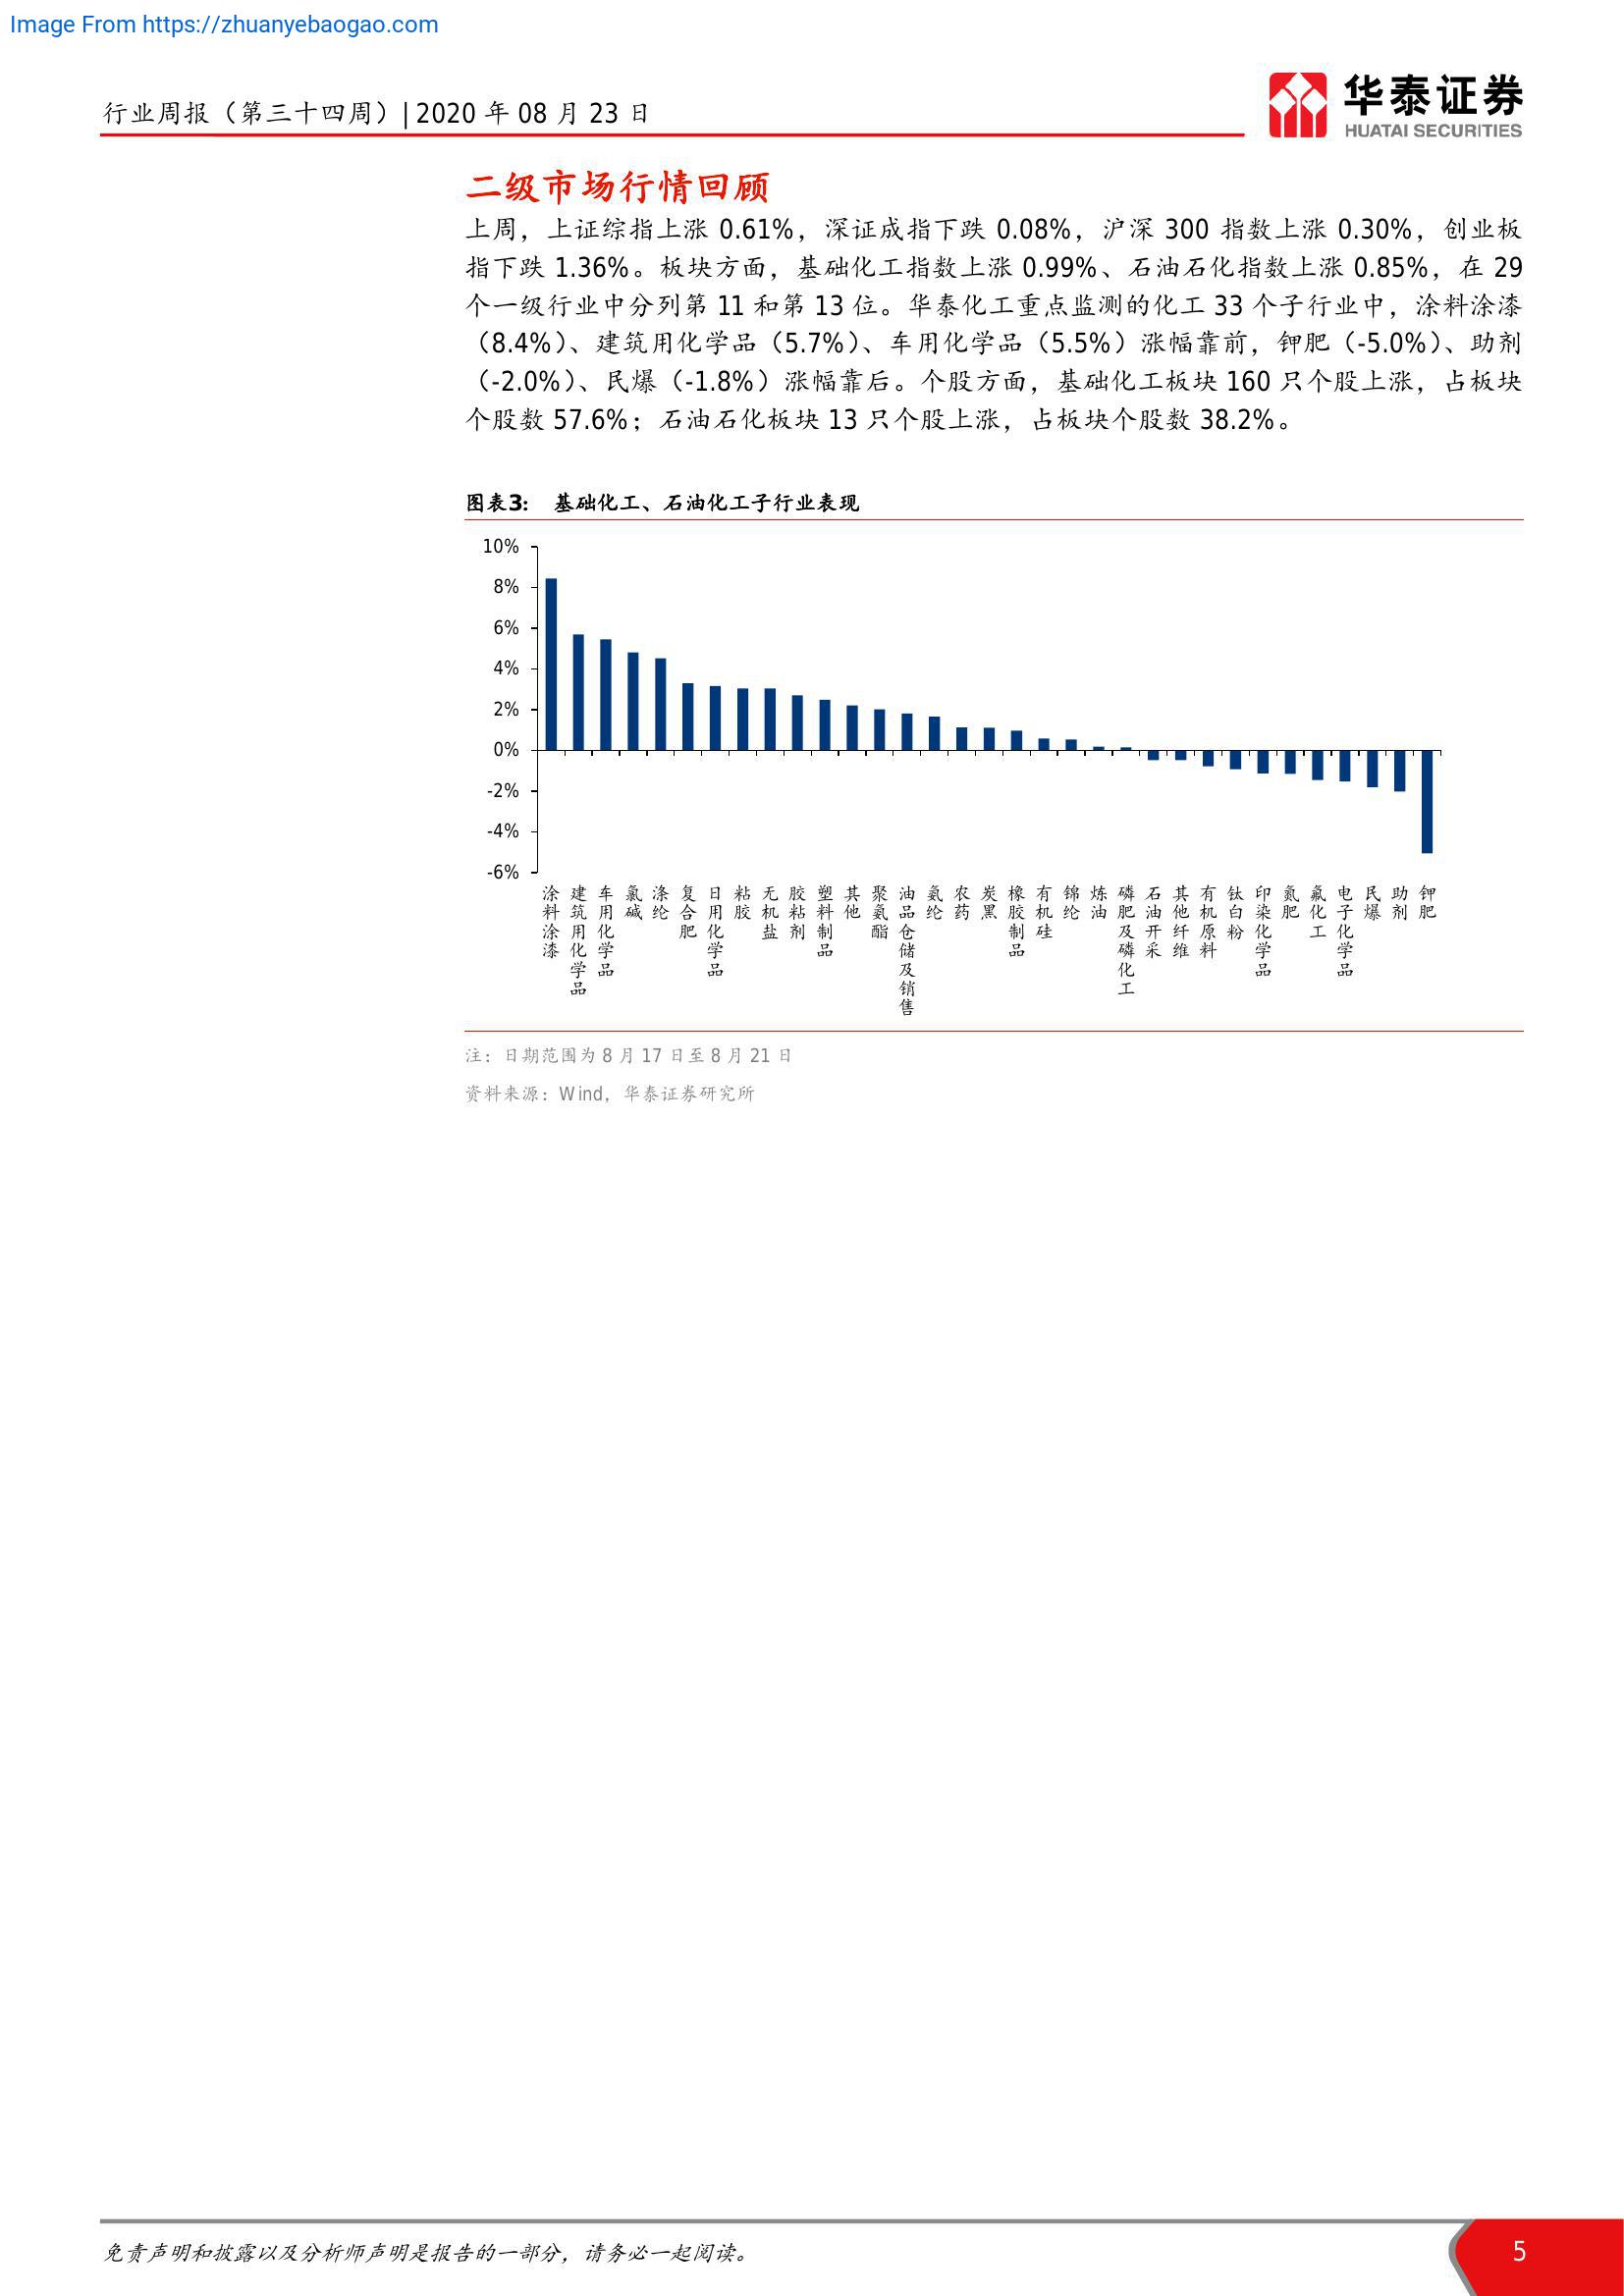 Image From https://zhuanyebaogao.com
行业周报（第三十四周）| 2020 年 08 月 23 日
华泰证券
HUATAI SECURITIES
二级市场行情回顾
上周，上证综指上涨 0.61%，深证成指下跌 0.08%，沪深 300 指数上涨 0.30%，创业板
指下跌 1.36%。板块方面，基础化工指数上涨 0.99%、石油石化指数上涨 0.85%，在 29
个一级行业中分列第 11 和第 13 位。华泰化工重点监测的化工 33 个子行业中，涂料涂漆
（8.4%）、建筑用化学品（5.7%）、车用化学品（5.5%）涨幅靠前，钾肥（-5.0%）、助剂
（-2.0%）、民爆（-1.8%）涨幅靠后。个股方面，基础化工板块 160 只个股上涨，占板块
个股数 57.6%；石油石化板块 13 只个股上涨，占板块个股数 38.2%。
图表3： 基础化工、石油化工子行业表现
10%
8%
6%
4%
2%
0%
-2%
-4%
-6%
涂料涂漆
建筑用化学品
车用化学品
氯碱
涤纶
复合肥
日用化学品
粘胶
无机盐
胶粘剂
塑料制品
其他
聚氨酯
油品仓储及销售
氨纶
农药
炭黑
橡胶制品
有机硅
锦纶
炼油
磷肥及磷化工
石油开采
其他纤维
有机原料
钛白粉
印染化学品
氮肥
氟化工
电子化学品
民爆
助剂
钾肥
注：日期范围为 8 月 17 日至 8 月 21 日
资料来源：Wind，华泰证券研究所
免责声明和披露以及分析师声明是报告的一部分，请务必一起阅读。
5